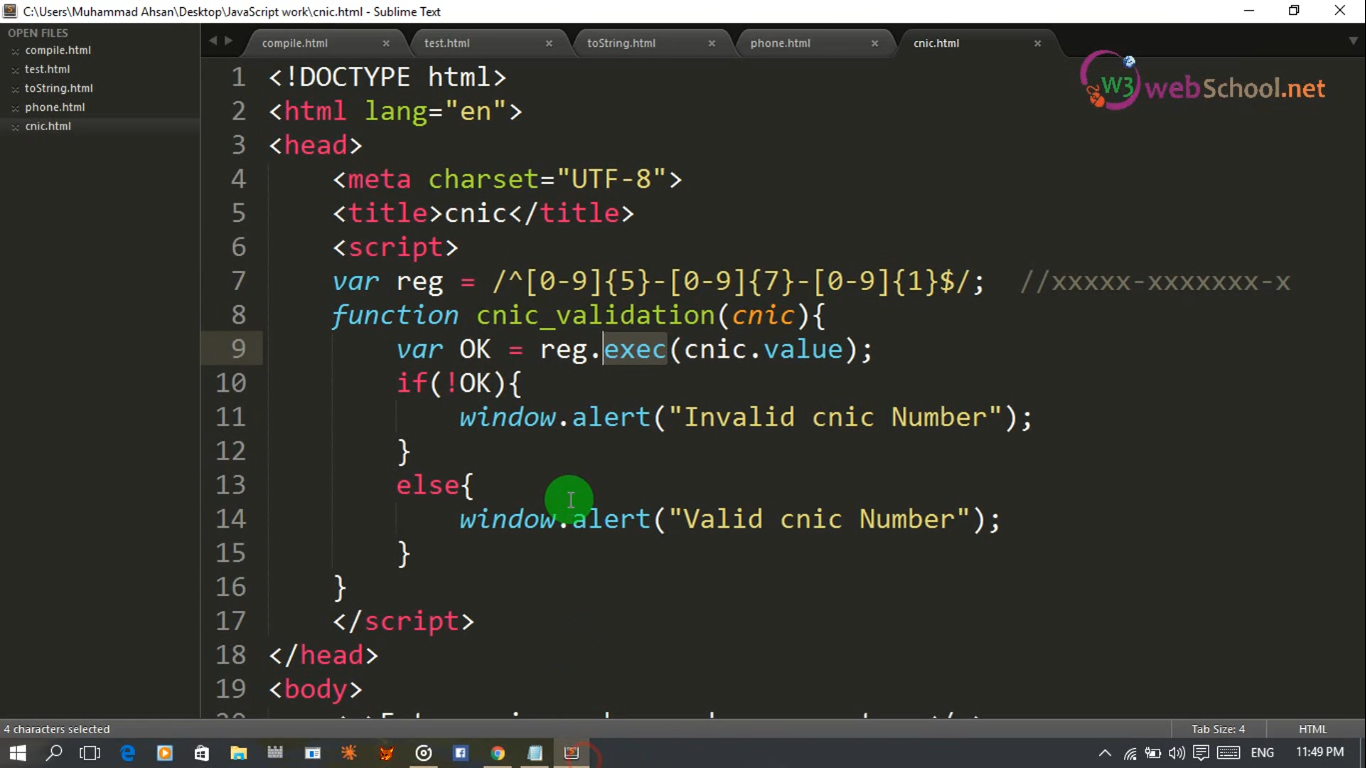 C:\Users\Muhammad Ahsan\Desktop\JavaScript work\cnic.html - Sublime Text
OPEN FILES
compile.html
test.html
toString.html
phone.html
cnic.html
compile.html test.html toString.html phone.html cnic.html
W3 webSchool.net
1 <!DOCTYPE html>
2 <html lang="en">
3 <head>
4 <meta charset="UTF-8">
5 <title>cnic</title>
6 <script>
7 var reg = /^[0-9]{5}-[0-9]{7}-[0-9]{1}$/; //xxxxx-xxxxxxx-x
8 function cnic_validation(cnic){
9 var OK = reg.exec(cnic.value);
10 if(!OK){
11 window.alert("Invalid cnic Number");
12 }
13 else{
14 window.alert("Valid cnic Number");
15 }
16 }
17 </script>
18 </head>
19 <body>
4 characters selected
Tab Size: 4
HTML
ENG
11:49 PM